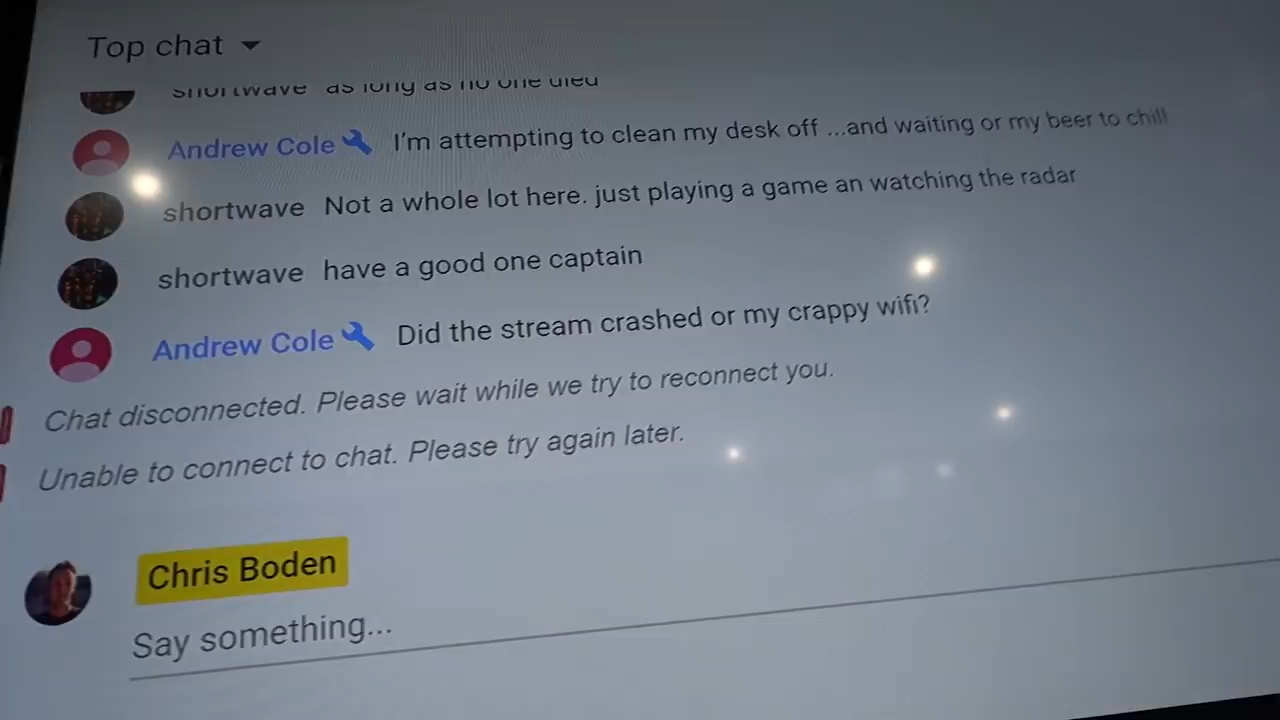 Top chat
shortwave as long as no one died
Andrew Cole I'm attempting to clean my desk off ...and waiting or my beer to chill
shortwave Not a whole lot here. just playing a game an watching the radar
shortwave have a good one captain
Andrew Cole Did the stream crashed or my crappy wifi?
Chat disconnected. Please wait while we try to reconnect you.
Unable to connect to chat. Please try again later.
Chris Boden
Say something...